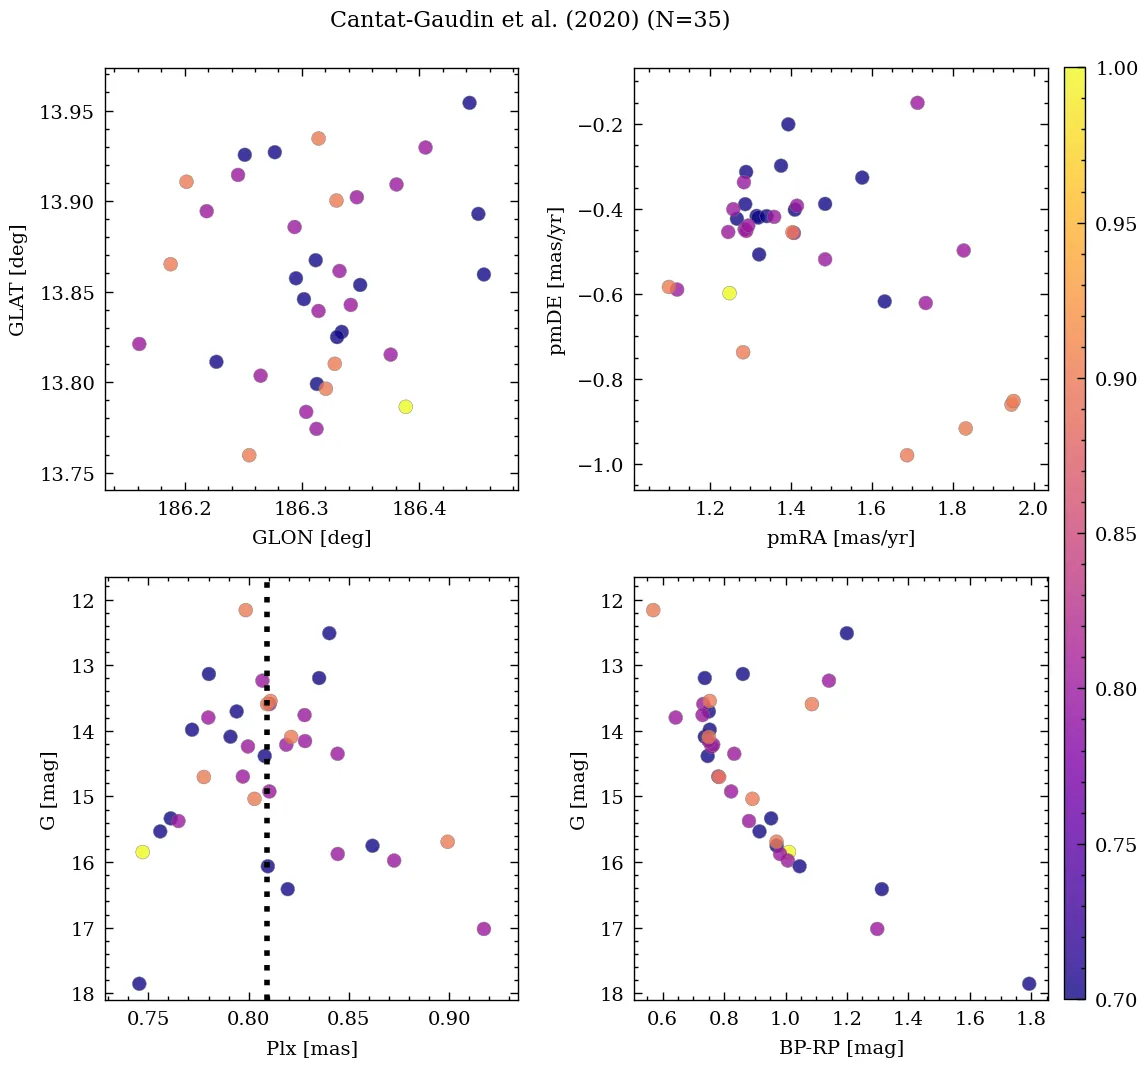 Cantat-Gaudin et al. (2020) (N=35)
13.95
13.90
13.85
13.80
13.75
GLAT [deg]
186.2 186.3 186.4
GLON [deg]
−0.2
−0.4
−0.6
−0.8
−1.0
pmDE [mas/yr]
1.2 1.4 1.6 1.8 2.0
pmRA [mas/yr]
12
13
14
15
16
17
18
G [mag]
0.75 0.80 0.85 0.90
Plx [mas]
12
13
14
15
16
17
18
G [mag]
0.6 0.8 1.0 1.2 1.4 1.6 1.8
BP-RP [mag]
1.00
0.95
0.90
0.85
0.80
0.75
0.70